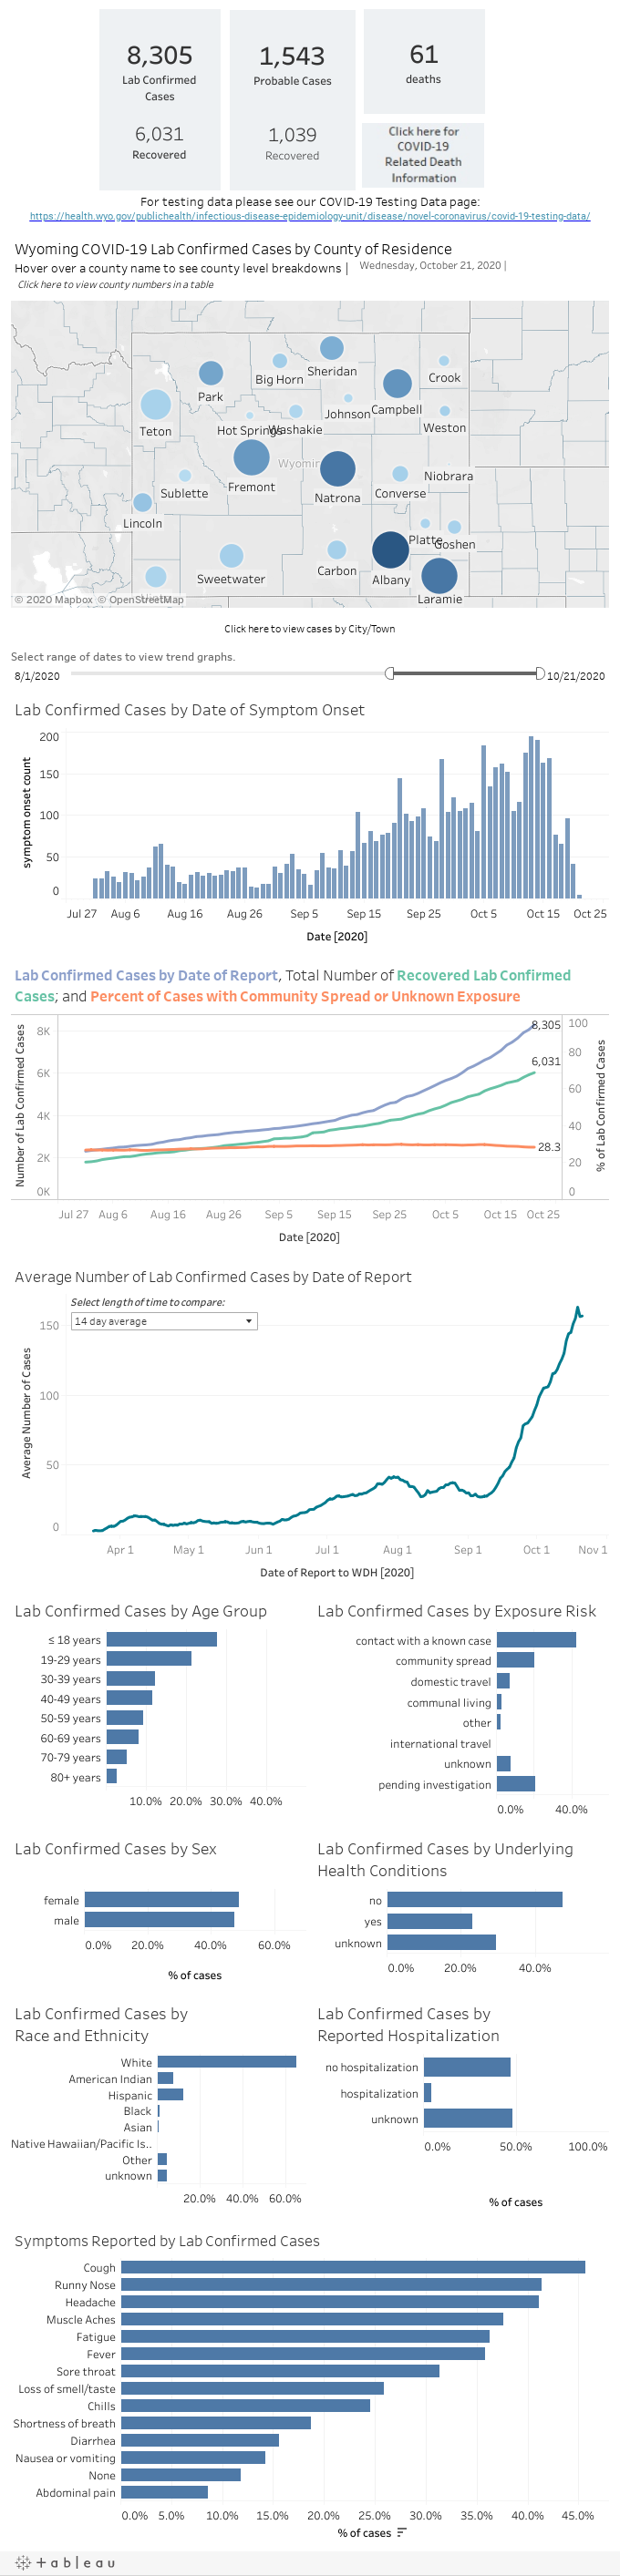 8,305
Lab Confirmed
Cases
6,031
Recovered
1,543
Probable Cases
1,039
Recovered
61
deaths
Click here for
COVID-19
Related Death
Information
For testing data please see our COVID-19 Testing Data page:
https://health.wyo.gov/publichealth/infectious-disease-epidemiology-unit/disease/novel-coronavirus/covid-19-testing-data/
Wyoming COVID-19 Lab Confirmed Cases by County of Residence
Hover over a county name to see county level breakdowns | Wednesday, October 21, 2020 |
Click here to view county numbers in a table
Sheridan
Big Horn
Crook
Park
Johnson
Campbell
Teton
Hot Springs
Washakie
Weston
Wyoming
Fremont
Niobrara
Sublette
Natrona
Converse
Lincoln
Platte
Goshen
Carbon
Sweetwater
Albany
Laramie
© 2020 Mapbox © OpenStreetMap
Click here to view cases by City/Town
Select range of dates to view trend graphs.
8/1/2020
10/21/2020
Lab Confirmed Cases by Date of Symptom Onset
symptom onset count
200
150
100
50
0
Jul 27 Aug 6 Aug 16 Aug 26 Sep 5 Sep 15 Sep 25 Oct 5 Oct 15 Oct 25
Date [2020]
Lab Confirmed Cases by Date of Report, Total Number of Recovered Lab Confirmed
Cases; and Percent of Cases with Community Spread or Unknown Exposure
Number of Lab Confirmed Cases
8K
6K
4K
2K
0K
8,305
6,031
28.3
100
80
60
40
20
0
% of Lab Confirmed Cases
Jul 27 Aug 6 Aug 16 Aug 26 Sep 5 Sep 15 Sep 25 Oct 5 Oct 15 Oct 25
Date [2020]
Average Number of Lab Confirmed Cases by Date of Report
Select length of time to compare:
14 day average
Average Number of Cases
150
100
50
0
Apr 1 May 1 Jun 1 Jul 1 Aug 1 Sep 1 Oct 1 Nov 1
Date of Report to WDH [2020]
Lab Confirmed Cases by Age Group
≤ 18 years
19-29 years
30-39 years
40-49 years
50-59 years
60-69 years
70-79 years
80+ years
10.0% 20.0% 30.0% 40.0%
Lab Confirmed Cases by Exposure Risk
contact with a known case
community spread
domestic travel
communal living
other
international travel
unknown
pending investigation
0.0% 40.0%
Lab Confirmed Cases by Sex
female
male
0.0% 20.0% 40.0% 60.0%
% of cases
Lab Confirmed Cases by Underlying
Health Conditions
no
yes
unknown
0.0% 20.0% 40.0%
Lab Confirmed Cases by
Race and Ethnicity
White
American Indian
Hispanic
Black
Asian
Native Hawaiian/Pacific Is..
Other
unknown
20.0% 40.0% 60.0%
Lab Confirmed Cases by
Reported Hospitalization
no hospitalization
hospitalization
unknown
0.0% 50.0% 100.0%
% of cases
Symptoms Reported by Lab Confirmed Cases
Cough
Runny Nose
Headache
Muscle Aches
Fatigue
Fever
Sore throat
Loss of smell/taste
Chills
Shortness of breath
Diarrhea
Nausea or vomiting
None
Abdominal pain
0.0% 5.0% 10.0% 15.0% 20.0% 25.0% 30.0% 35.0% 40.0% 45.0%
% of cases
+ableau